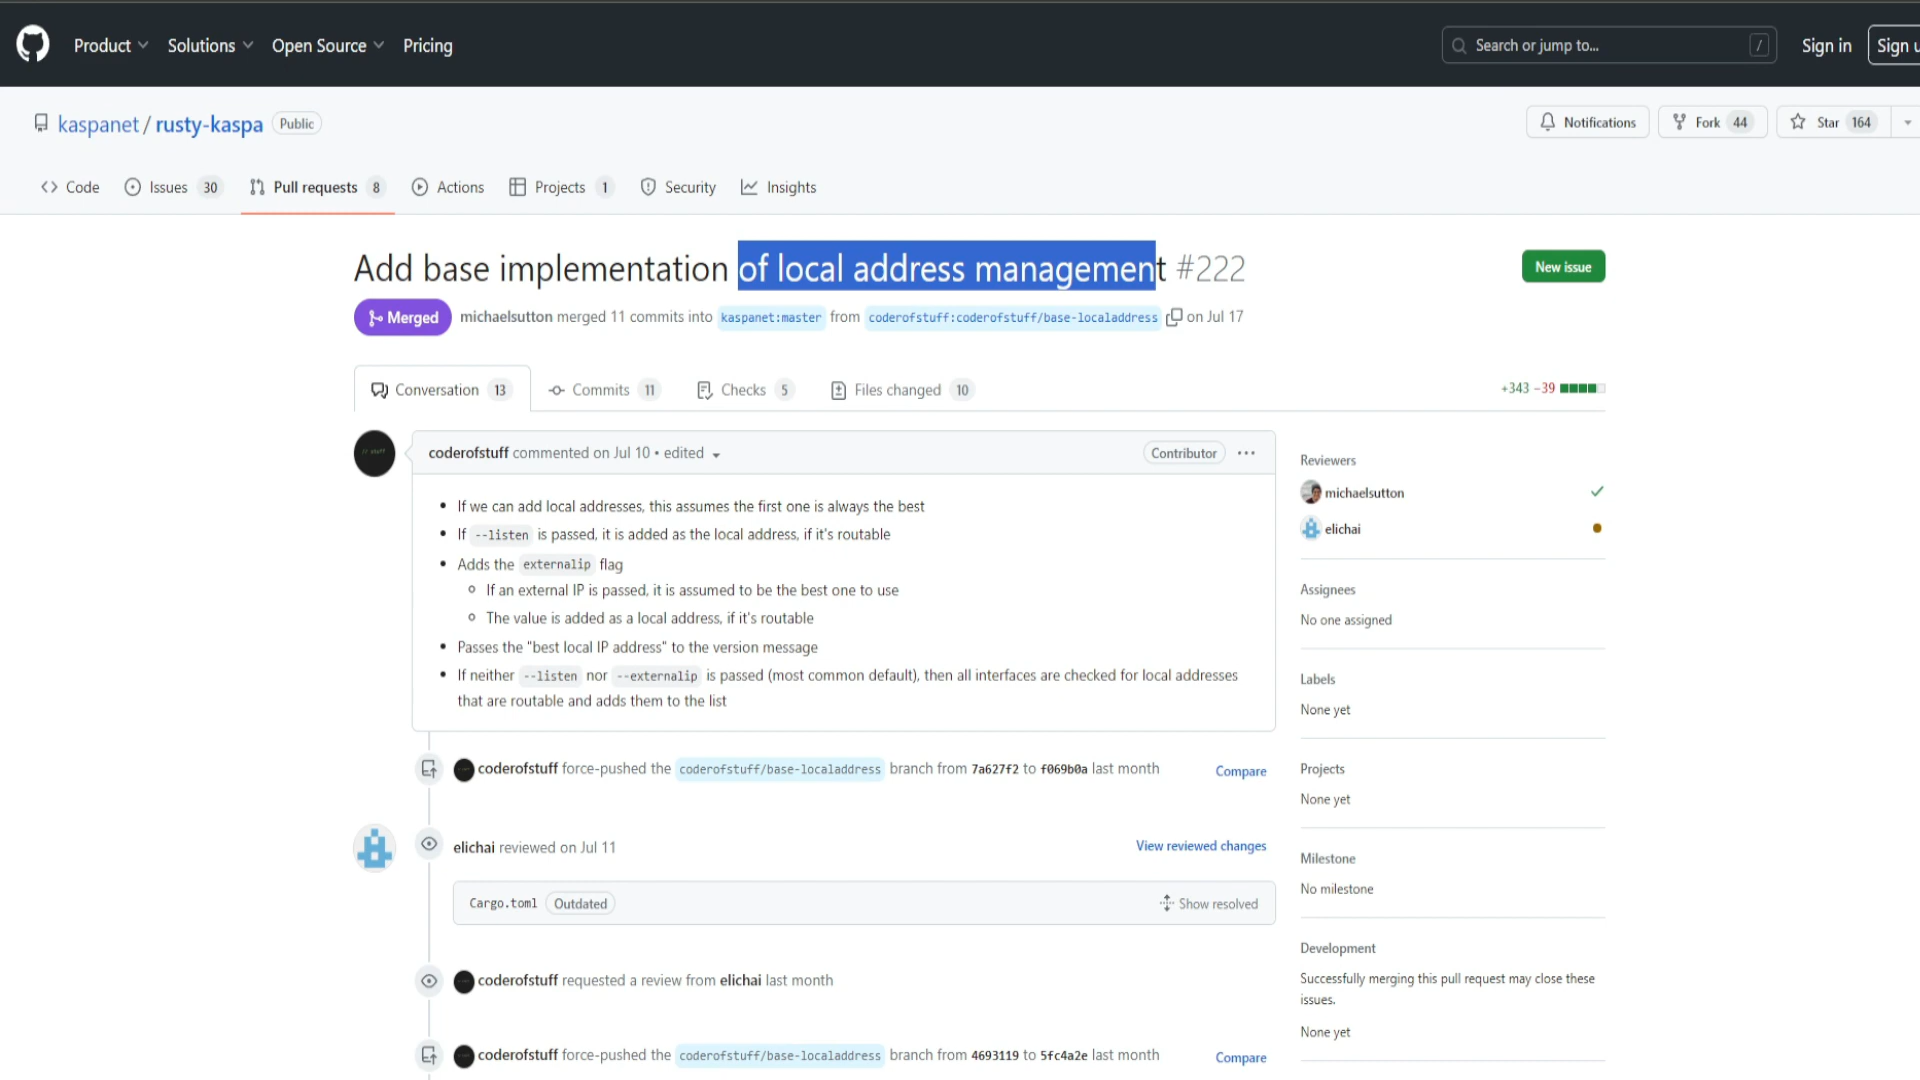 Product Solutions Open Source Pricing Search or jump to... / Sign in Sign u
kaspanet / rusty-kaspa Public Notifications Fork 44 Star 164
Code Issues 30 Pull requests 8 Actions Projects 1 Security Insights
Add base implementation of local address management #222 New issue
Merged michaelsutton merged 11 commits into kaspanet:master from coderofstuff:coderofstuff/base-localaddress on Jul 17
Conversation 13 Commits 11 Checks 5 Files changed 10 +343 −39
// stuff
coderofstuff commented on Jul 10 • edited Contributor ...
• If we can add local addresses, this assumes the first one is always the best
• If --listen is passed, it is added as the local address, if it's routable
• Adds the externalip flag
◦ If an external IP is passed, it is assumed to be the best one to use
◦ The value is added as a local address, if it's routable
• Passes the "best local IP address" to the version message
• If neither --listen nor --externalip is passed (most common default), then all interfaces are checked for local addresses
that are routable and adds them to the list
coderofstuff force-pushed the coderofstuff/base-localaddress branch from 7a627f2 to f069b0a last month Compare
elichai reviewed on Jul 11 View reviewed changes
Cargo.toml Outdated Show resolved
coderofstuff requested a review from elichai last month
coderofstuff force-pushed the coderofstuff/base-localaddress branch from 4693119 to 5fc4a2e last month Compare
Reviewers
michaelsutton
elichai
Assignees
No one assigned
Labels
None yet
Projects
None yet
Milestone
No milestone
Development
Successfully merging this pull request may close these
issues.
None yet